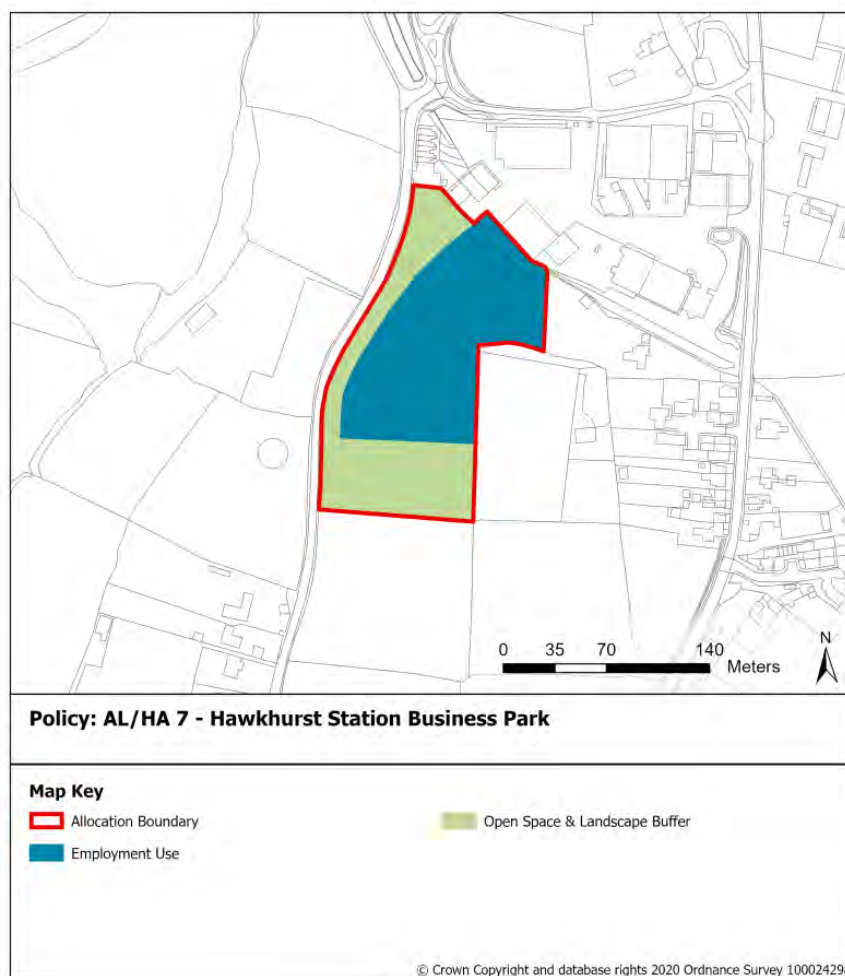 N
0 35 70 140
Meters
Policy: AL/HA 7 - Hawkhurst Station Business Park
Map Key
Allocation Boundary
Open Space & Landscape Buffer
Employment Use
© Crown Copyright and database rights 2020 Ordnance Survey 10002429